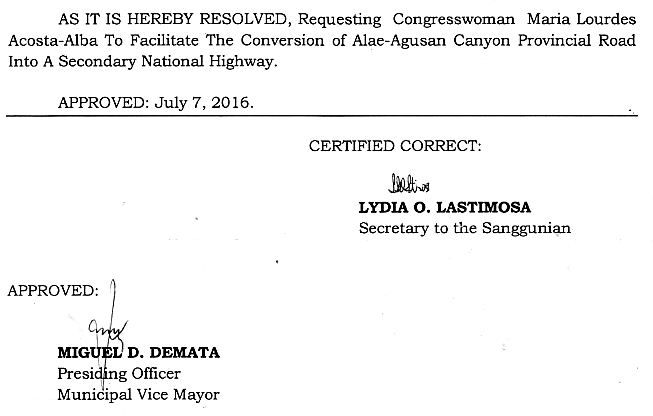 AS IT IS HEREBY RESOLVED, Requesting Congresswoman Maria Lourdes
Acosta-Alba To Facilitate The Conversion of Alae-Agusan Canyon Provincial Road
Into A Secondary National Highway.
APPROVED: July 7, 2016.
CERTIFIED CORRECT:
LYDIA O. LASTIMOSA
Secretary to the Sanggunian
APPROVED:
MIGUEL D. DEMATA
Presiding Officer
Municipal Vice Mayor